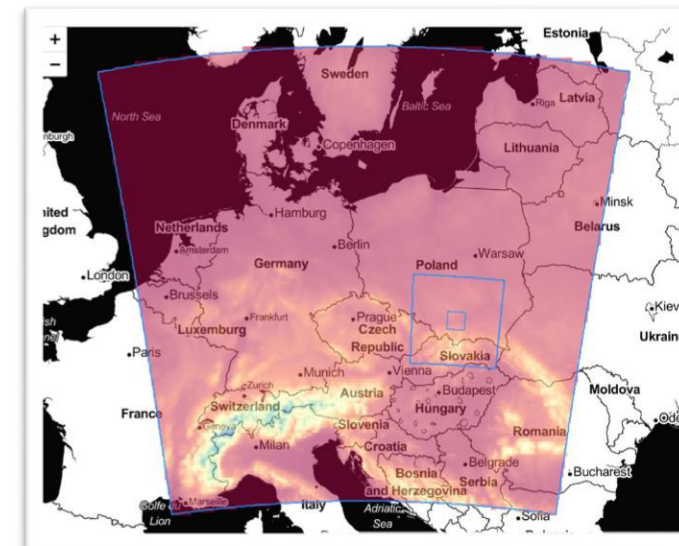 +
Estonia
−
Sweden
North Sea
Baltic Sea
Riga
Latvia
Denmark
Copenhagen
Lithuania
nburgh
Minsk
Hamburg
nited
Netherlands
Belarus
gdom
Amsterdam
Berlin
Warsaw
Poland
Germany
London
Brussels
Kiev
Frankfurt
Prague
Luxemburg
Czech
Ukrain
Republic
Slovakia
Paris
Munich
Vienna
Zurich
Austria
Budapest
Moldova
Switzerland
Hungary
France
Geneva
Slovenia
Ode
Milan
Croatia
Romania
Belgrade
Bosnia
Serbia
Bucharest
and Herzegovina
Marseille
Golfe du
Italy
Adriatic
Lion
Sea
Sofia